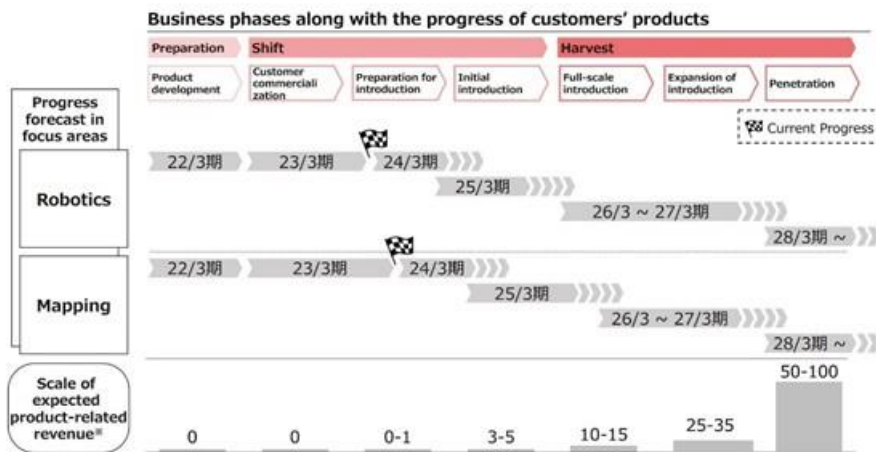 Business phases along with the progress of customers’ products
Preparation
Shift
Harvest
Product
development
Customer
commerciali
zation
Preparation for
introduction
Initial
introduction
Full-scale
introduction
Expansion of
introduction
Penetration
Progress
forecast in
focus areas
Current Progress
Robotics
22/3期
23/3期
24/3期
25/3期
26/3 ~ 27/3期
28/3期 ~
Mapping
22/3期
23/3期
24/3期
25/3期
26/3 ~ 27/3期
28/3期 ~
Scale of
expected
product-related
revenue※
0
0
0-1
3-5
10-15
25-35
50-100